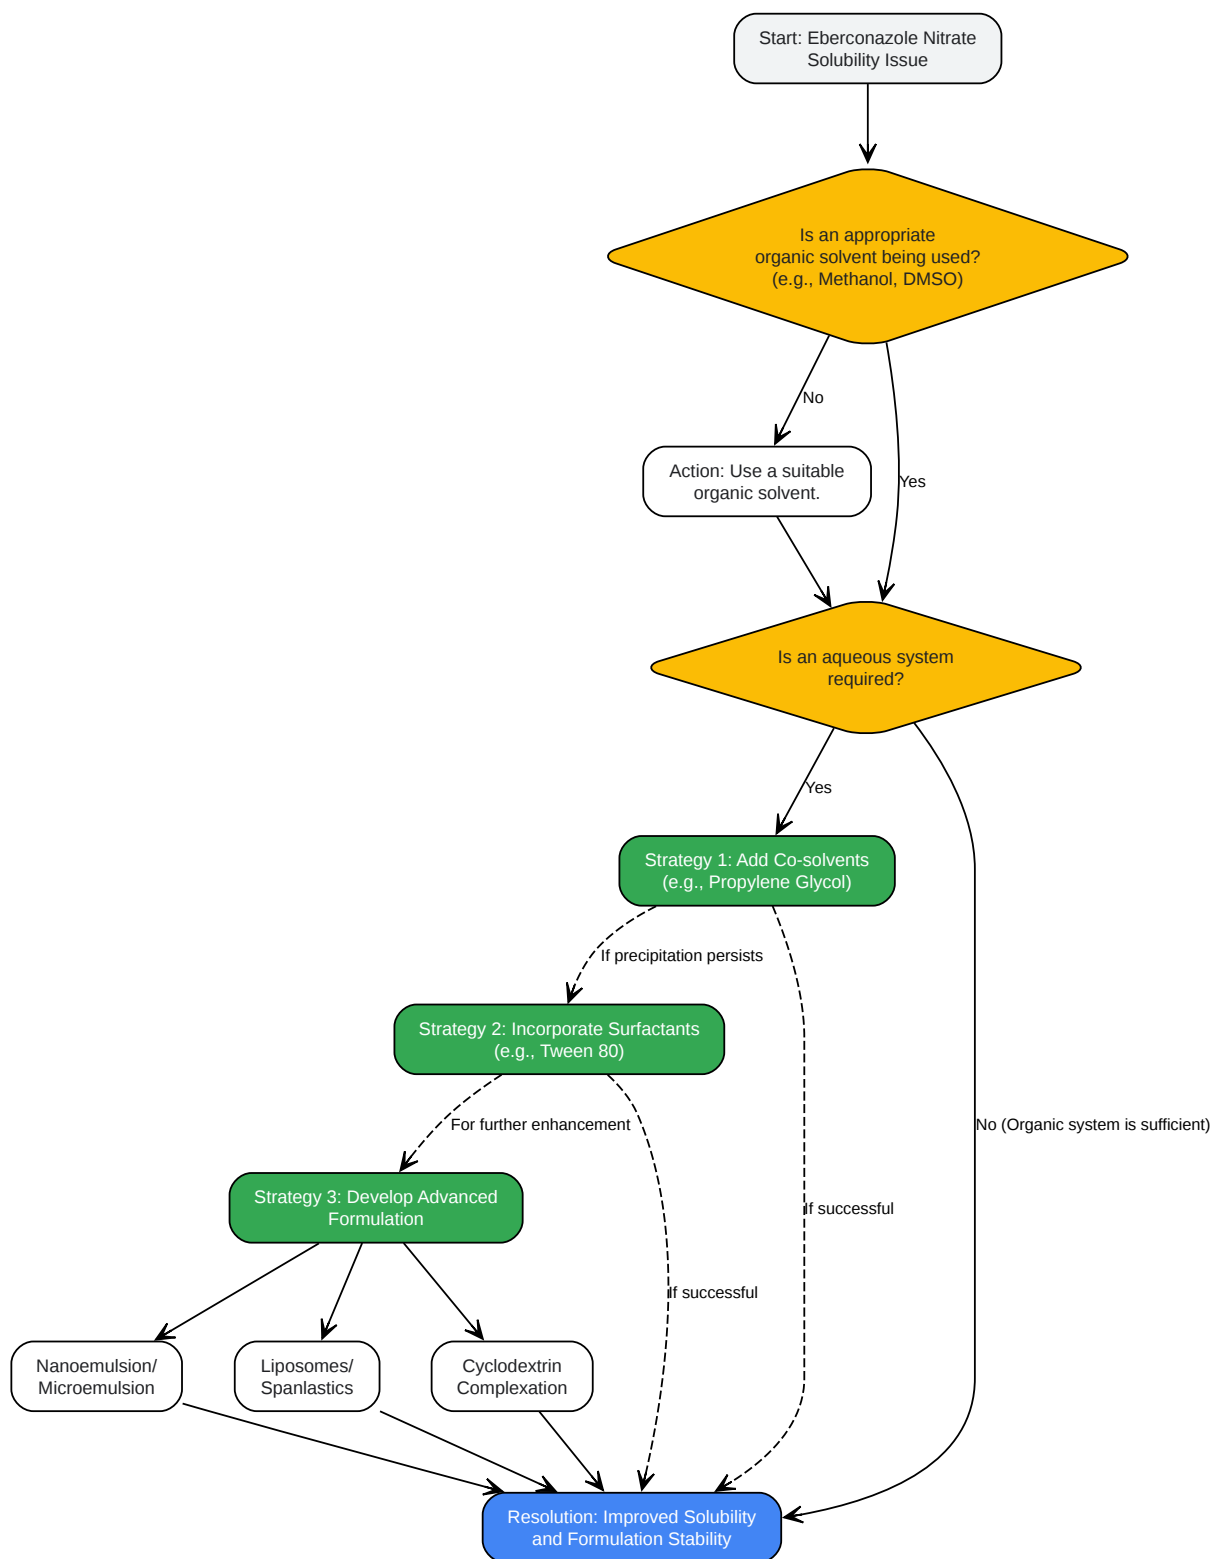 Start: Eberconazole Nitrate
Solubility Issue
Is an appropriate
organic solvent being used?
(e.g., Methanol, DMSO)
No
Action: Use a suitable
organic solvent.
Yes
Is an aqueous system
required?
Yes
Strategy 1: Add Co-solvents
(e.g., Propylene Glycol)
If precipitation persists
Strategy 2: Incorporate Surfactants
(e.g., Tween 80)
For further enhancement
No (Organic system is sufficient)
Strategy 3: Develop Advanced
Formulation
If successful
If successful
Nanoemulsion/
Microemulsion
Liposomes/
Spanlastics
Cyclodextrin
Complexation
Resolution: Improved Solubility
and Formulation Stability